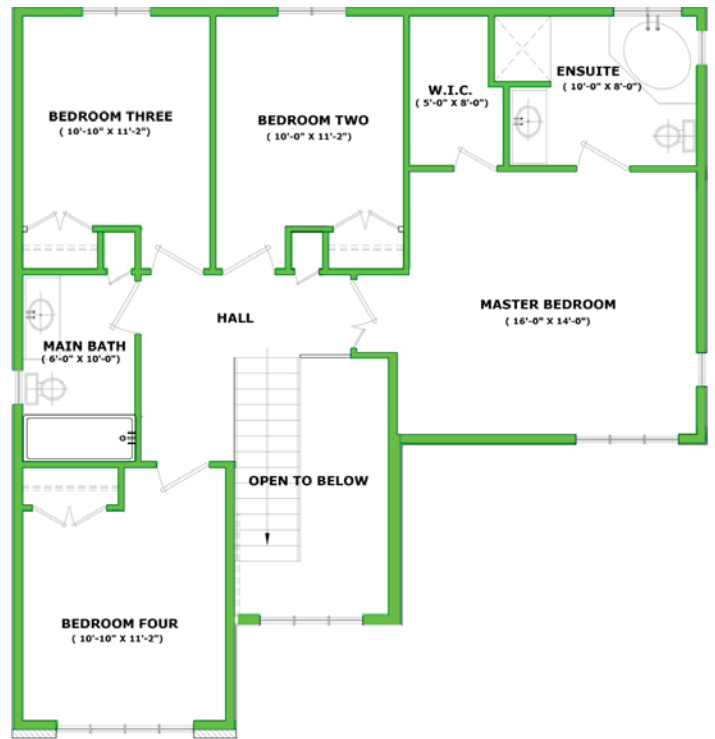 BEDROOM THREE
( 10'-10" X 11'-2")
BEDROOM TWO
( 10'-0" X 11'-2")
W.I.C.
( 5'-0" X 8'-0")
ENSUITE
( 10'-0" X 8'-0")
HALL
MASTER BEDROOM
( 16'-0" X 14'-0")
MAIN BATH
( 6'-0" X 10'-0")
OPEN TO BELOW
BEDROOM FOUR
( 10'-10" X 11'-2")